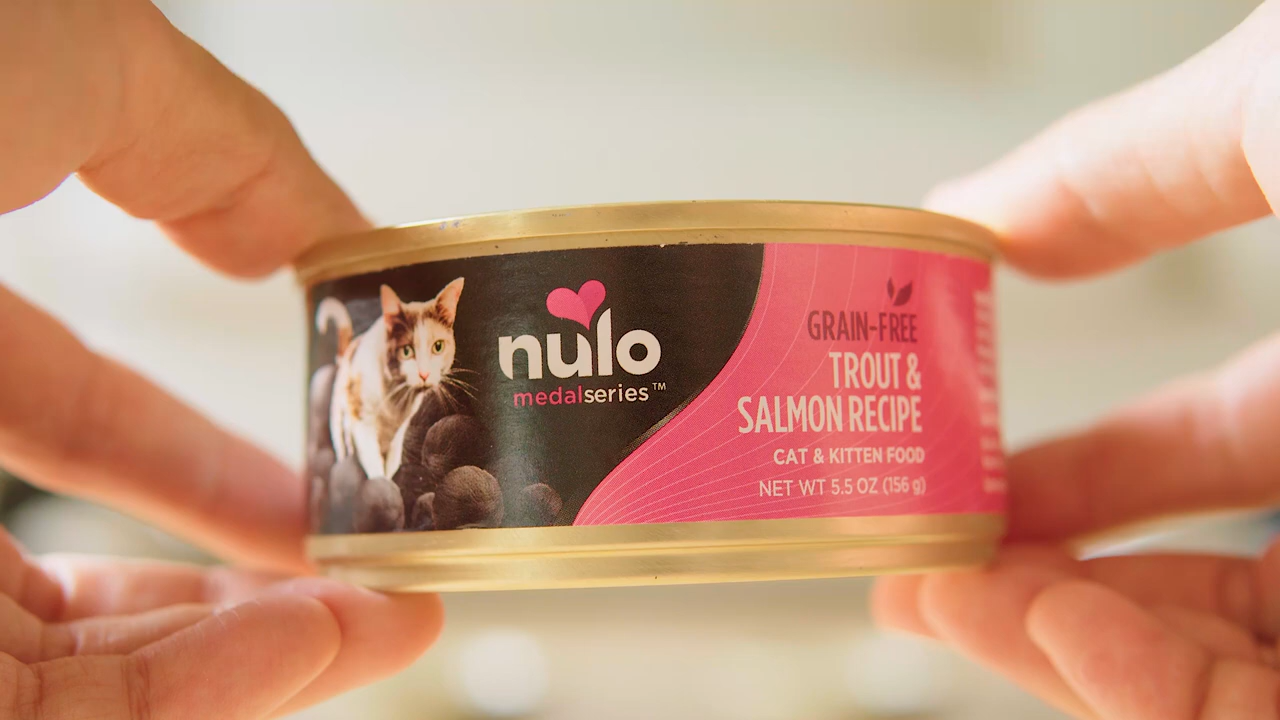 nulo
medalseries™
GRAIN-FREE
TROUT &
SALMON RECIPE
CAT & KITTEN FOOD
NET WT 5.5 OZ (156 g)